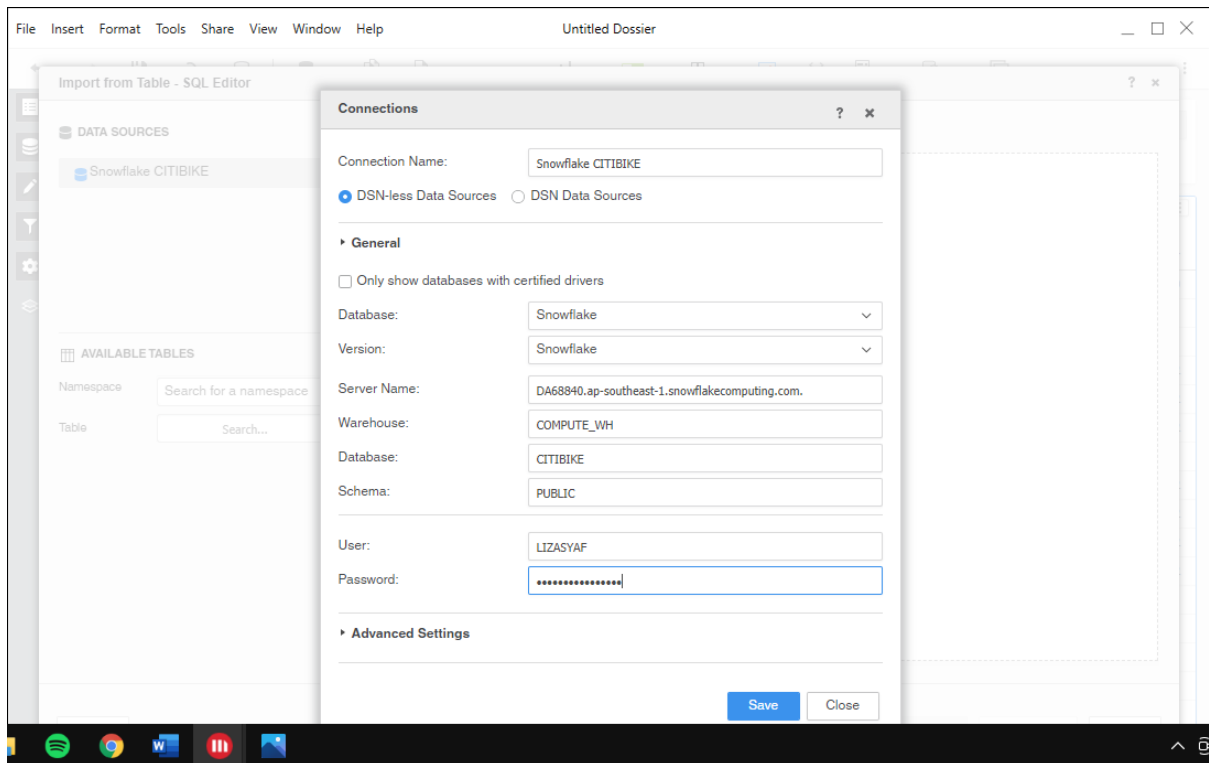 File Insert Format Tools Share View Window Help Untitled Dossier
Import from Table - SQL Editor ? ×
DATA SOURCES
Snowflake CITIBIKE
AVAILABLE TABLES
Namespace Search for a namespace
Table Search...
Connections ? ×
Connection Name: Snowflake CITIBIKE
DSN-less Data Sources DSN Data Sources
General
Only show databases with certified drivers
Database: Snowflake
Version: Snowflake
Server Name: DA68840.ap-southeast-1.snowflakecomputing.com.
Warehouse: COMPUTE_WH
Database: CITIBIKE
Schema: PUBLIC
User: LIZASYAF
Password: ••••••••••••••••
Advanced Settings
Save Close